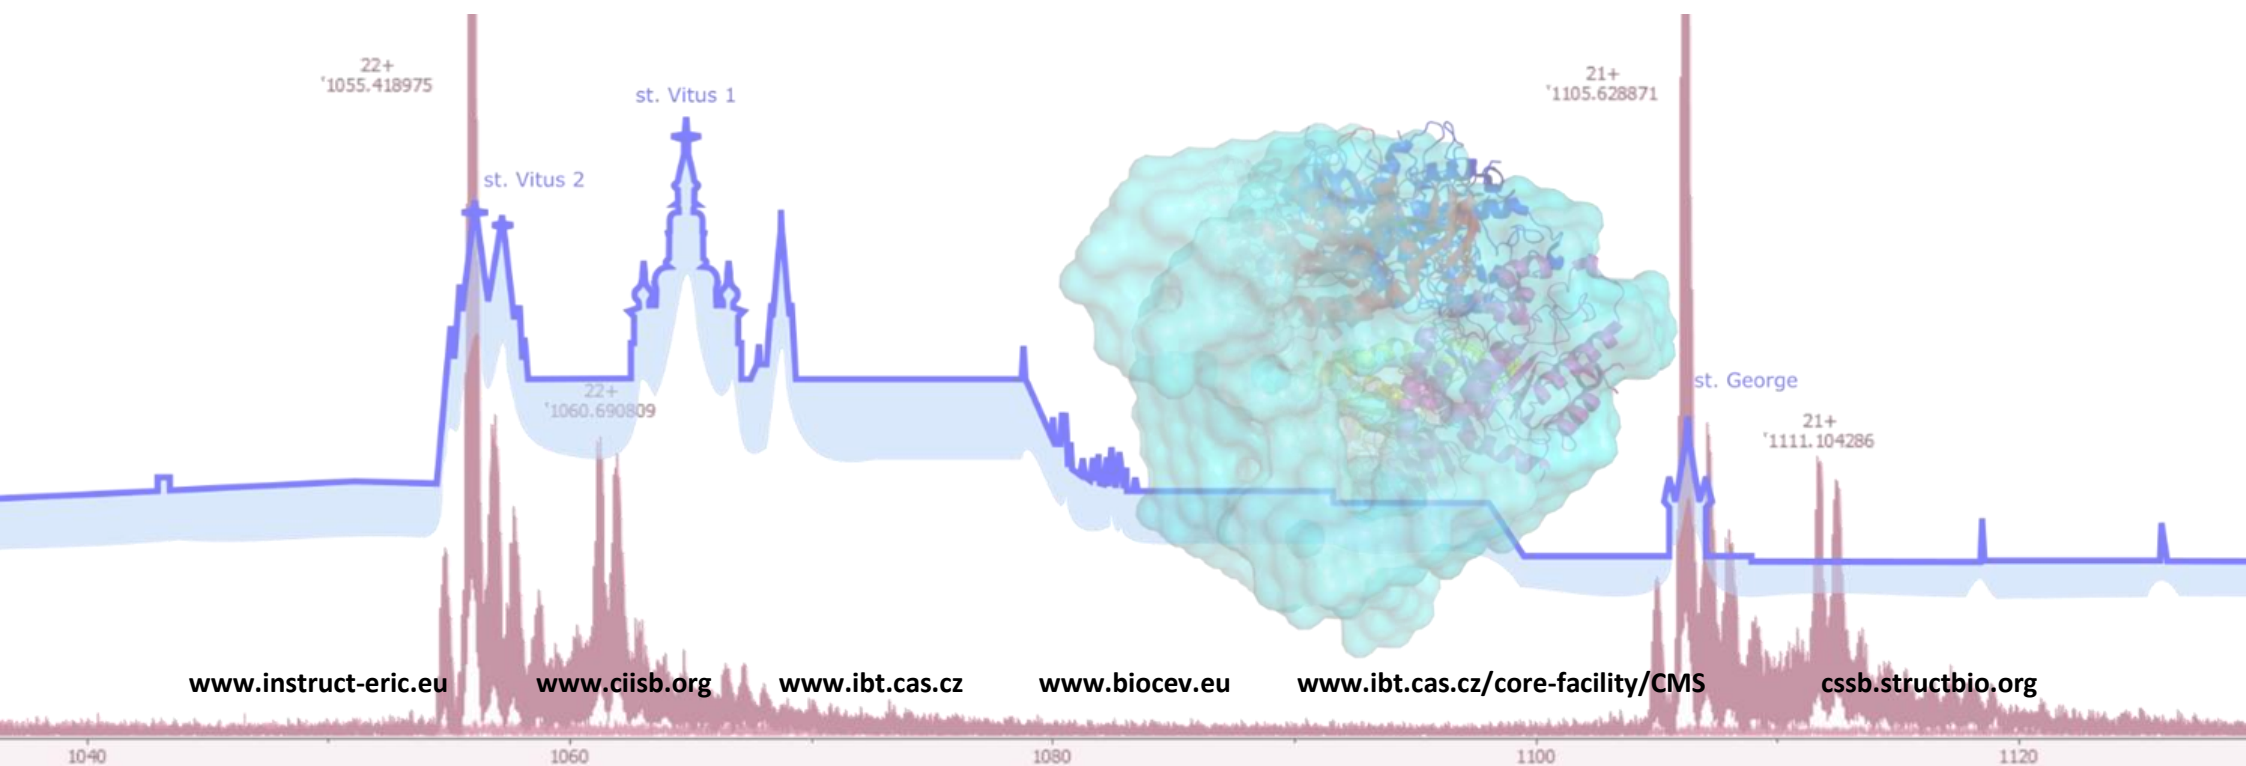 22+
'1055.418975
st. Vitus 1
21+
'1105.628871
st. Vitus 2
st. George
22+
'1060.690809
21+
'1111.104286
www.instruct-eric.eu
www.ciisb.org
www.ibt.cas.cz
www.biocev.eu
www.ibt.cas.cz/core-facility/CMS
cssb.structbio.org
1040
1060
1080
1100
1120